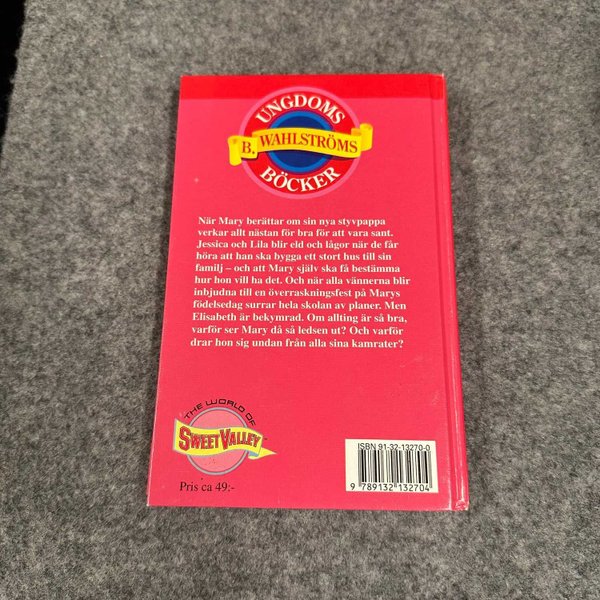 UNGDOMS
B. WAHLSTRÖMS
BÖCKER
När Mary berättar om sin nya styvpappa
verkar allt nästan för bra för att vara sant.
Jessica och Lila blir eld och lågor när de får
höra att han ska bygga ett stort hus till sin
familj – och att Mary själv ska få bestämma
hur hon vill ha det. Och när alla vännerna blir
inbjudna till en överraskningsfest på Marys
födelsedag surrar hela skolan av planer. Men
Elisabeth är bekymrad. Om allting är så bra,
varför ser Mary då så ledsen ut? Och varför
drar hon sig undan från alla sina kamrater?
THE WORLD OF
SWEET VALLEY
Pris ca 49:-
ISBN 91-32-13270-0
9 789132 132704